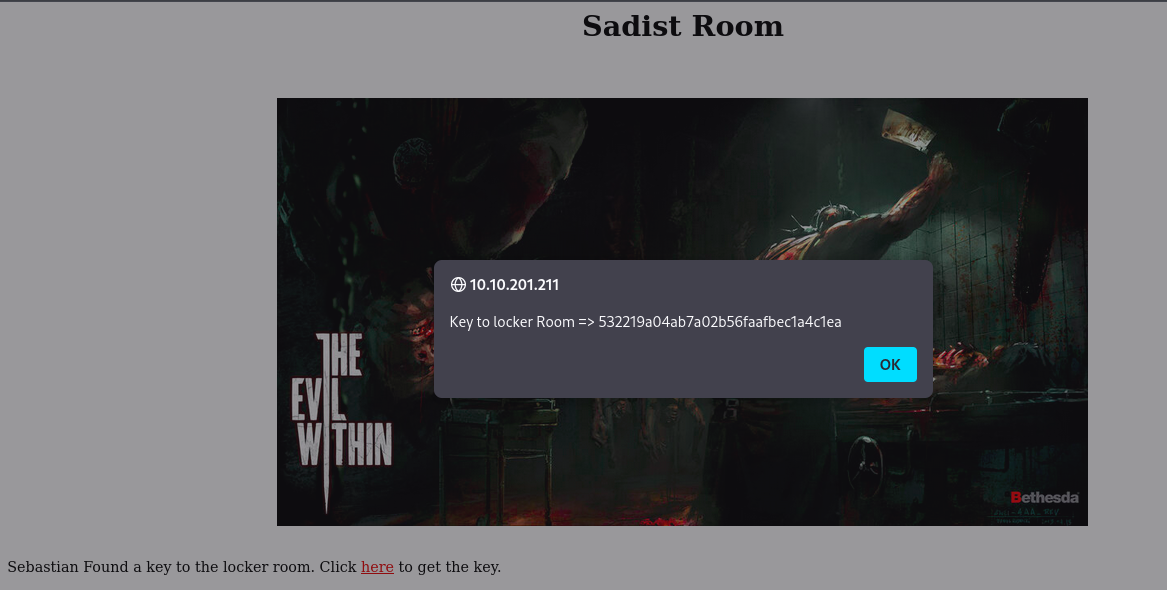 Sadist Room
10.10.201.211
Key to locker Room => 532219a04ab7a02b56faafbec1a4c1ea
OK
THE
EVIL
WITHIN
Bethesda
Sebastian Found a key to the locker room. Click here to get the key.